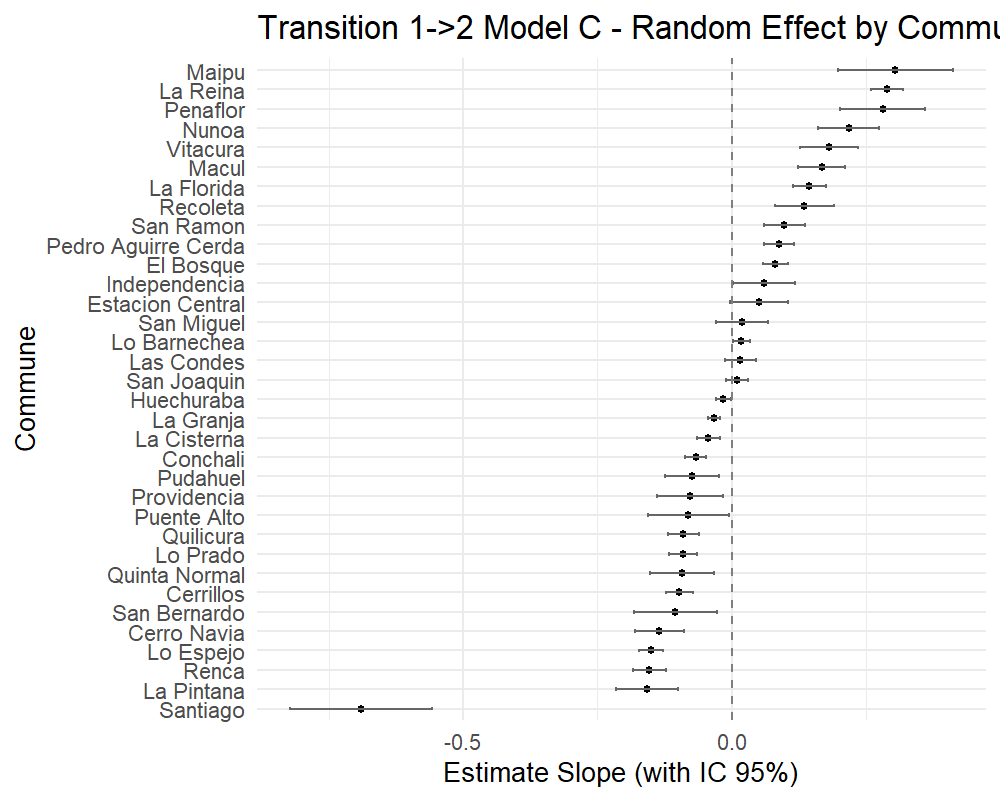 Transition 1->2 Model C - Random Effect by Commu
Maipu
La Reina
Penaflor
Nunoa
Vitacura
Macul
La Florida
Recoleta
San Ramon
Pedro Aguirre Cerda
El Bosque
Independencia
Estacion Central
San Miguel
Lo Barnechea
Las Condes
San Joaquin
Huechuraba
La Granja
La Cisterna
Conchali
Pudahuel
Providencia
Puente Alto
Quilicura
Lo Prado
Quinta Normal
Cerrillos
San Bernardo
Cerro Navia
Lo Espejo
Renca
La Pintana
Santiago
Commune
-0.5 0.0
Estimate Slope (with IC 95%)